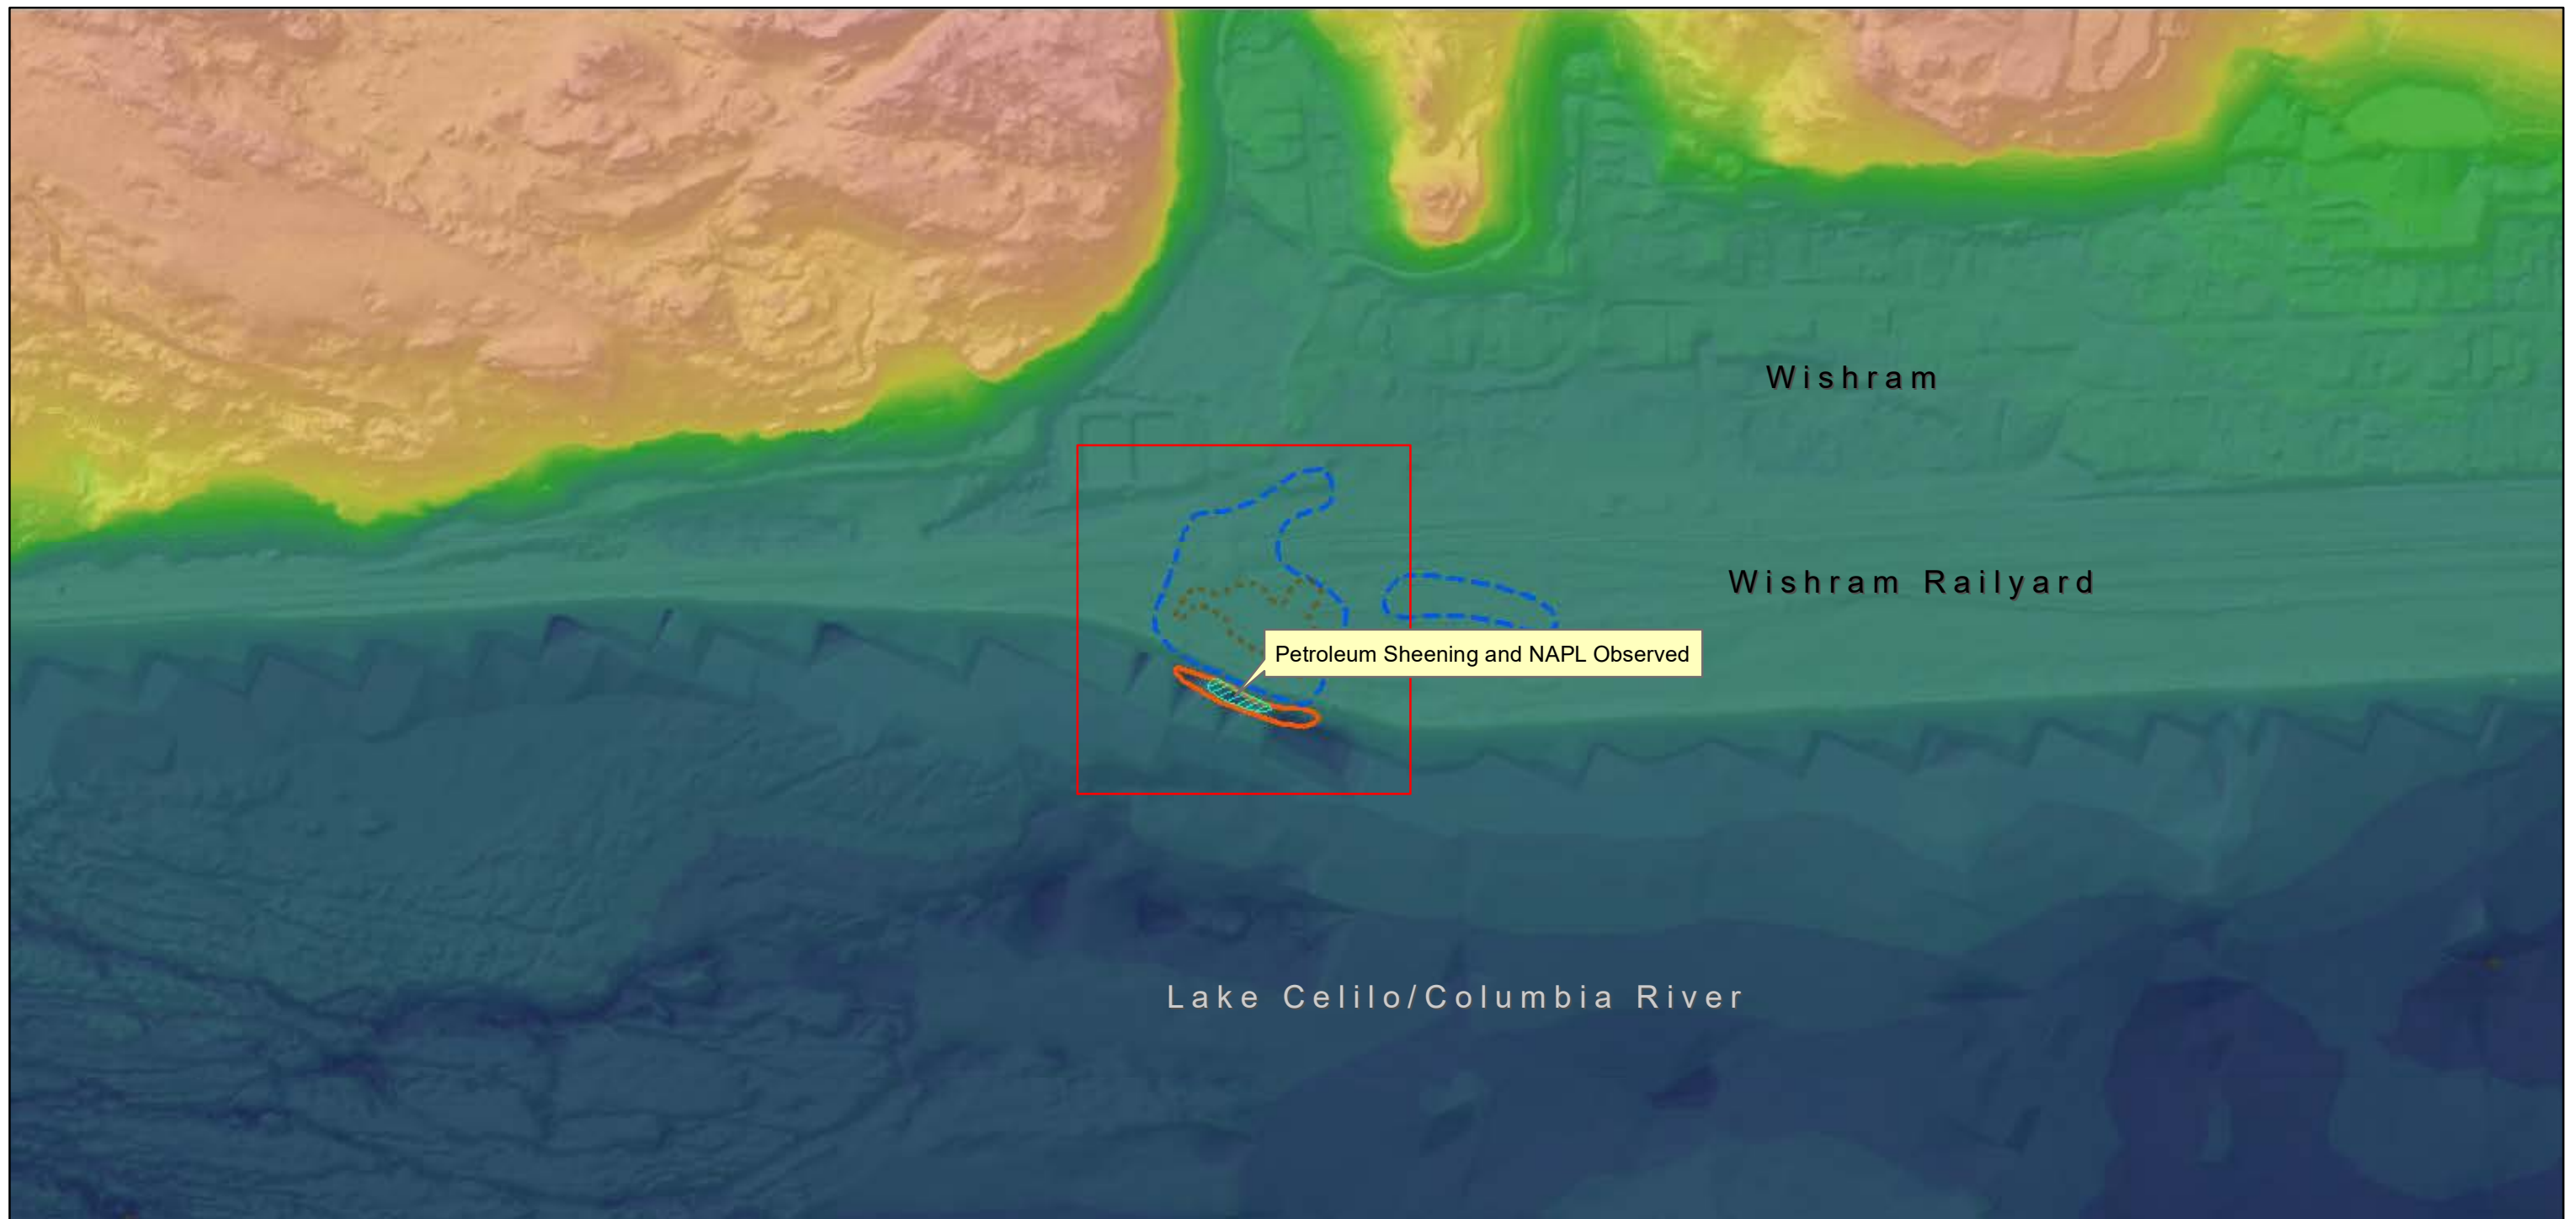 Wishram
Wishram Railyard
Petroleum Sheening and NAPL Observed
Lake Celilo/Columbia River